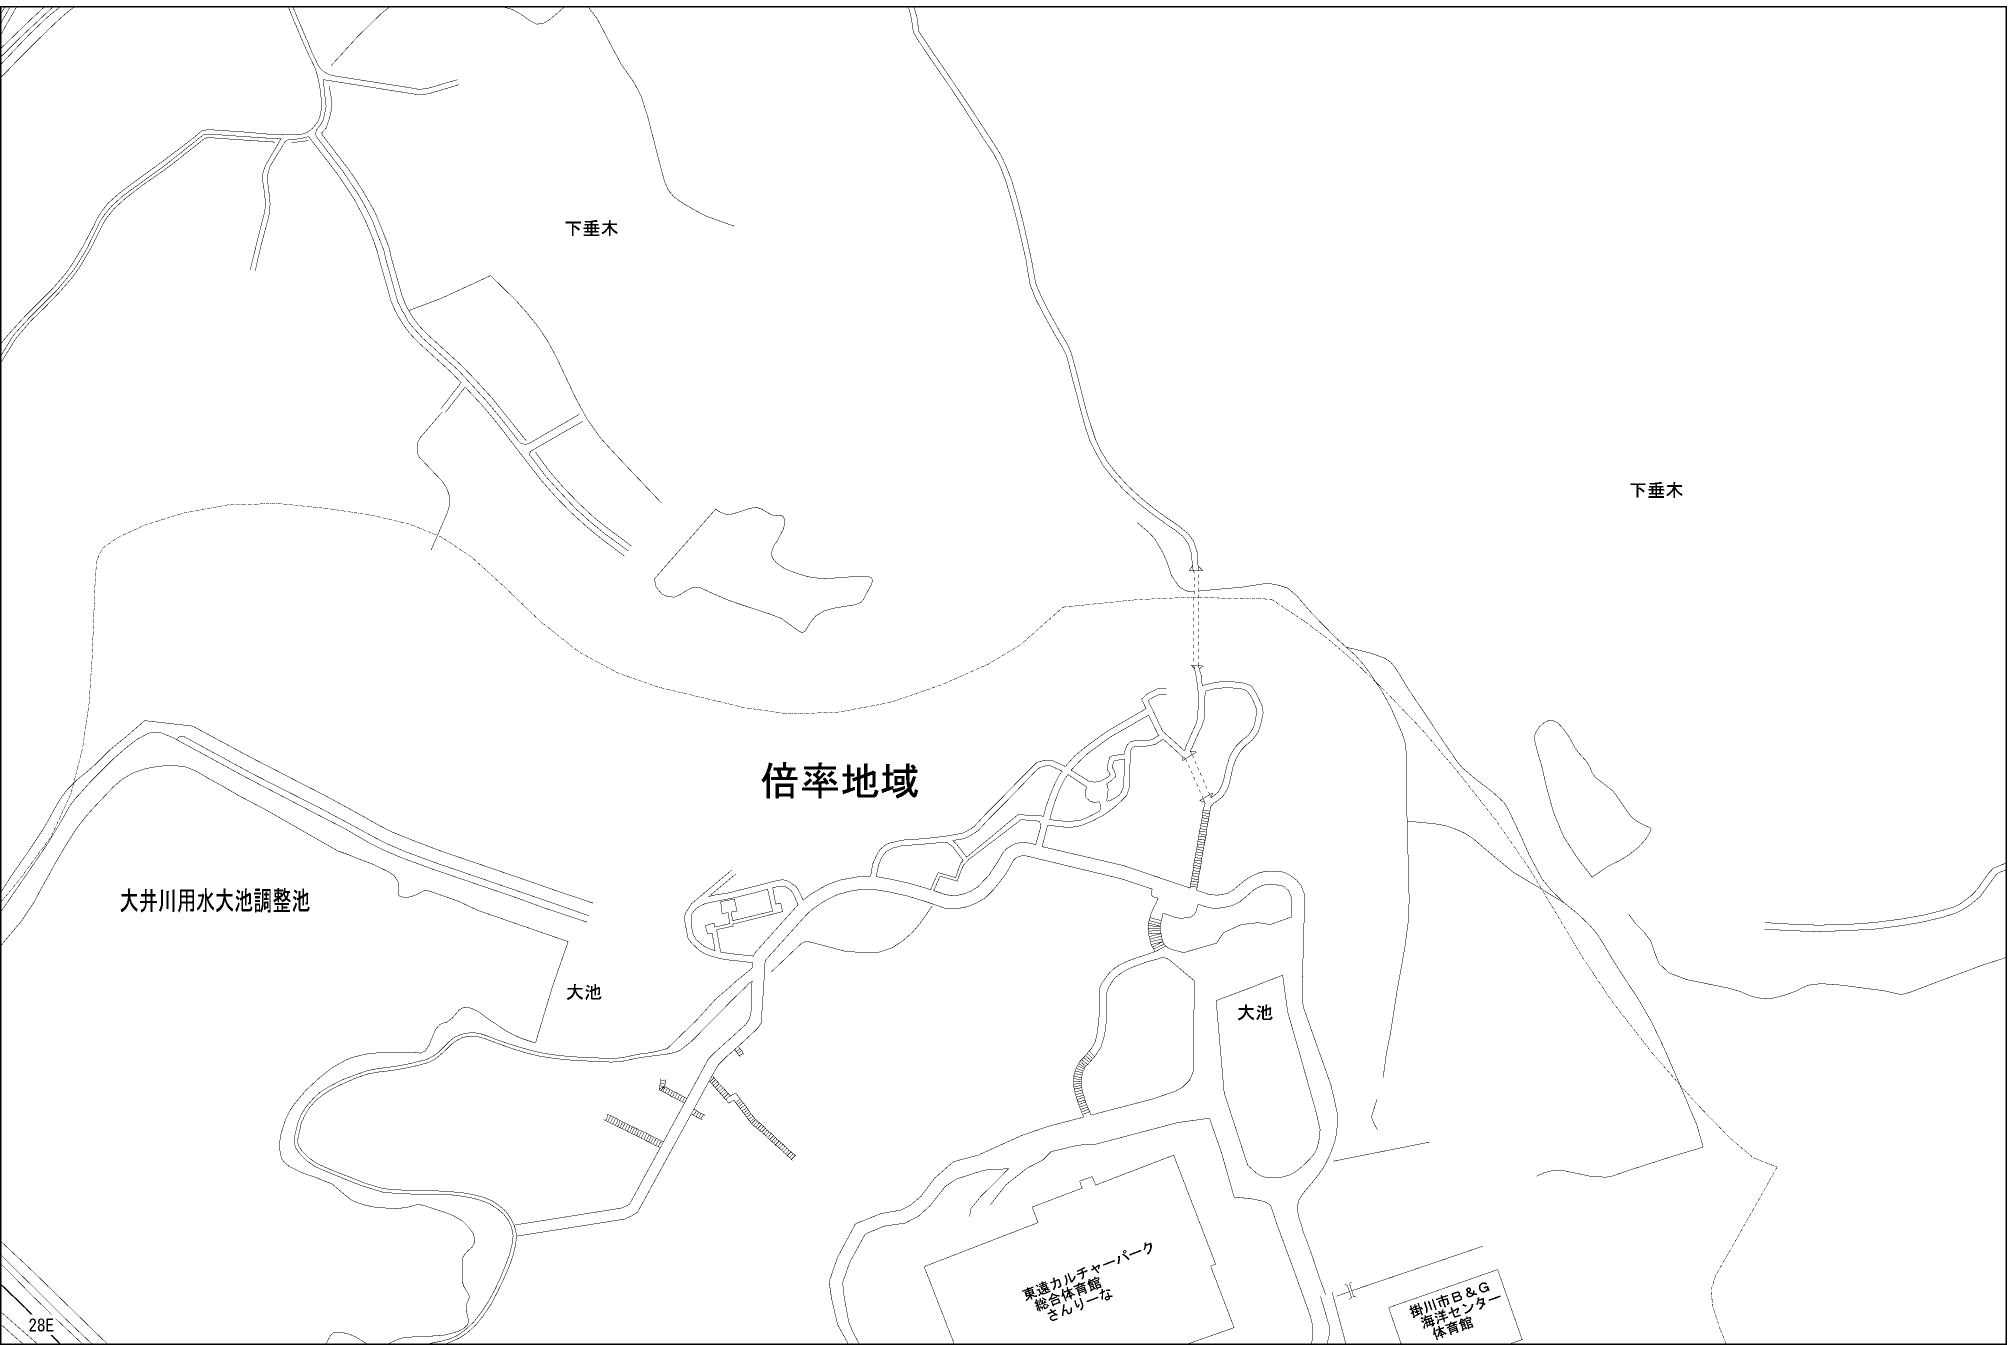 下垂木
下垂木
倍率地域
大井川用水大池調整池
大池
大池
東遠カルチャーパーク
総合体育館
さんりーな
掛川市B&G
海洋センター
体育館
28E